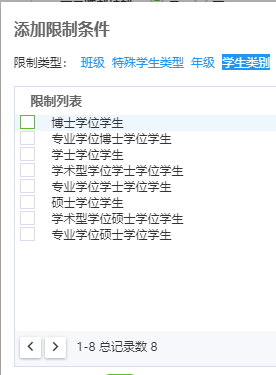 添加限制条件
限制类型： 班级 特殊学生类型 年级 学生类别
限制列表
博士学位学生
专业学位博士学位学生
学士学位学生
学术型学位学士学位学生
专业学位学士学位学生
硕士学位学生
学术型学位硕士学位学生
专业学位硕士学位学生
1-8 总记录数 8